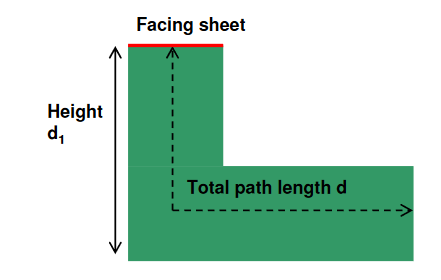 Facing sheet
Height
d1
Total path length d